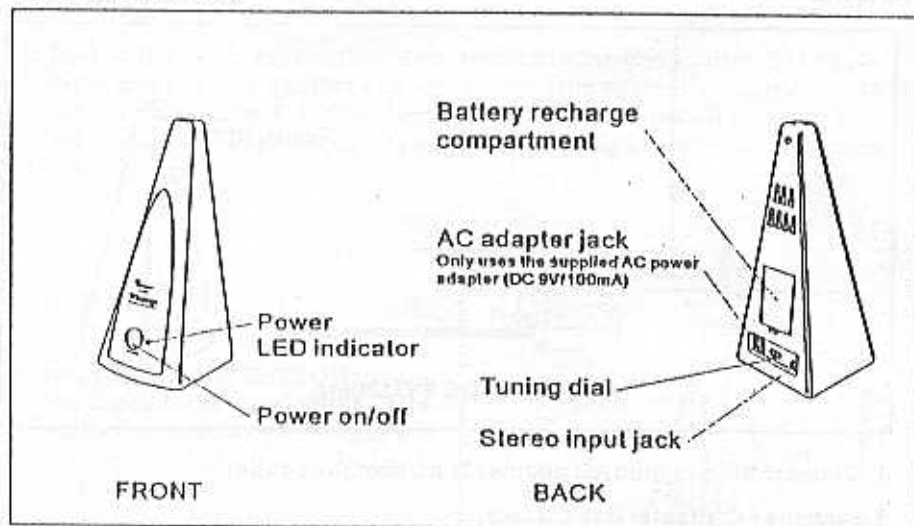 Battery recharge
compartment
AC adapter jack
Only uses the supplied AC power
adapter (DC 9V/100mA)
Power
LED indicator
Power on/off
Tuning dial
Stereo input jack
FRONT
BACK